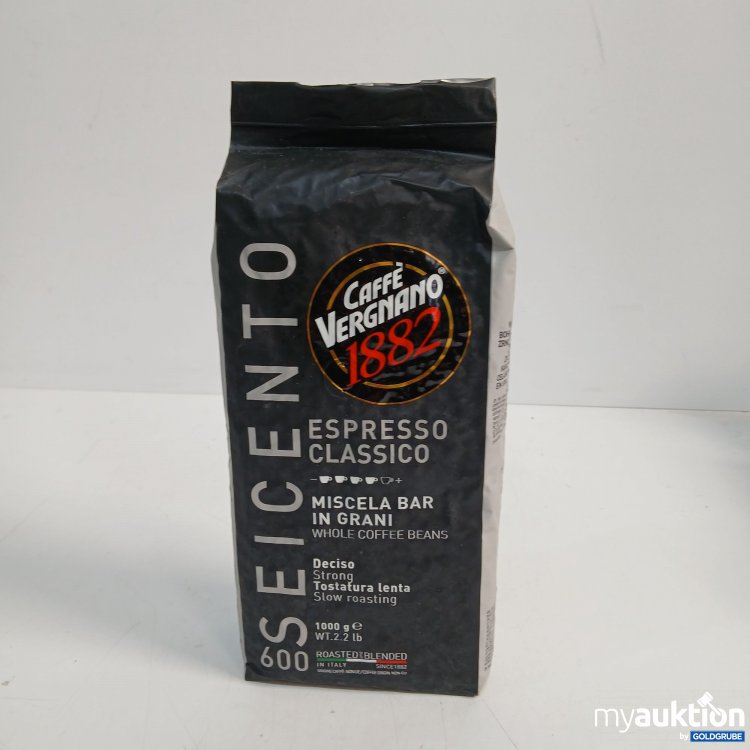 CAFFÈ
VERGNANO®
1882
SEICENTO
600
ESPRESSO
CLASSICO
- +
MISCELA BAR
IN GRANI
WHOLE COFFEE BEANS
Deciso
Strong
Tostatura lenta
Slow roasting
1000 g ℮
WT.2.2 lb
ROASTED AND BLENDED
IN ITALY SINCE 1882
myauktion
by GOLDGRUBE